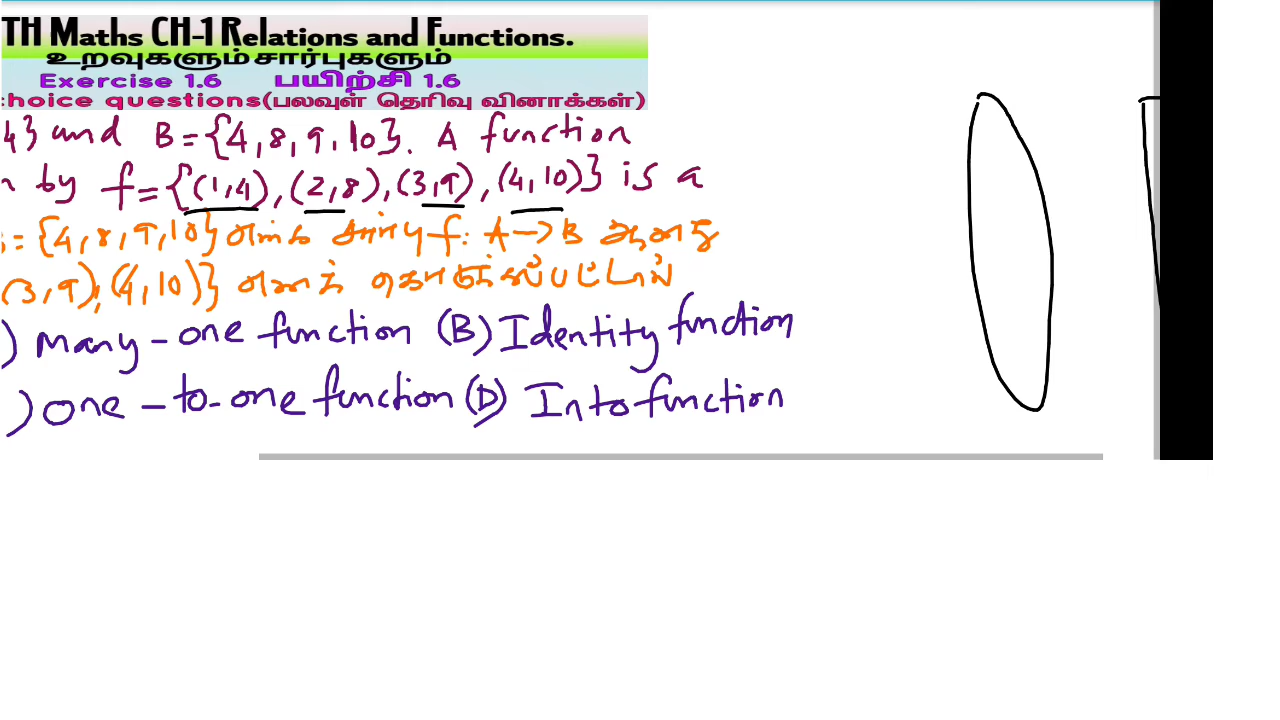 TH Maths CH-1 Relations and Functions.
உறவுகளும் சார்புகளும்
Exercise 1.6 பயிற்சி 1.6
choice questions(பலவுள் தெரிவு வினாக்கள்)
4} and B={4,8,9,10}. A function
n by f={(1,4),(2,8),(3,9),(4,10)} is a
={4,8,9,10} என்க சார்பு f: A→B ஆனது
(3,9),(4,10)} எனக் கொடுக்கப்பட்டால்
) Many-one function (B) Identity function
) one-to-one function (D) Into function